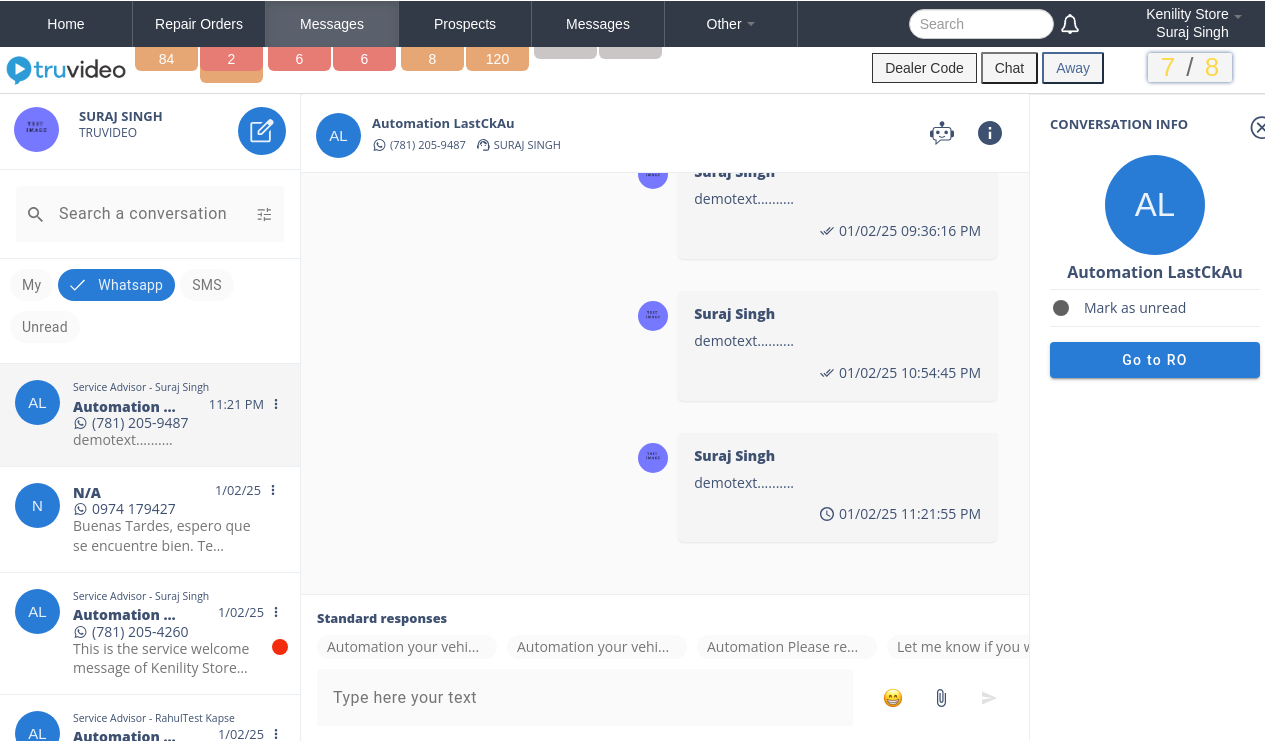 Home
Repair Orders
Messages
Prospects
Messages
Other
Search
Kenility Store
Suraj Singh
truvideo
84
2
6
6
8
120
Dealer Code
Chat
Away
7 / 8
TEXT
IMAGE
SURAJ SINGH
TRUVIDEO
Search a conversation
My
Whatsapp
SMS
Unread
Service Advisor - Suraj Singh
AL
Automation ...
11:21 PM
(781) 205-9487
demotext..........
N
N/A
1/02/25
0974 179427
Buenas Tardes, espero que
se encuentre bien. Te...
Service Advisor - Suraj Singh
AL
Automation ...
1/02/25
(781) 205-4260
This is the service welcome
message of Kenility Store...
Service Advisor - RahulTest Kapse
AL
Automation ...
1/02/25
AL
Automation LastCkAu
(781) 205-9487
SURAJ SINGH
Suraj Singh
demotext..........
01/02/25 09:36:16 PM
TEXT
IMAGE
Suraj Singh
demotext..........
01/02/25 10:54:45 PM
TEXT
IMAGE
Suraj Singh
demotext..........
01/02/25 11:21:55 PM
Standard responses
Automation your vehi...
Automation your vehi...
Automation Please re...
Let me know if you w
Type here your text
CONVERSATION INFO
AL
Automation LastCkAu
Mark as unread
Go to RO